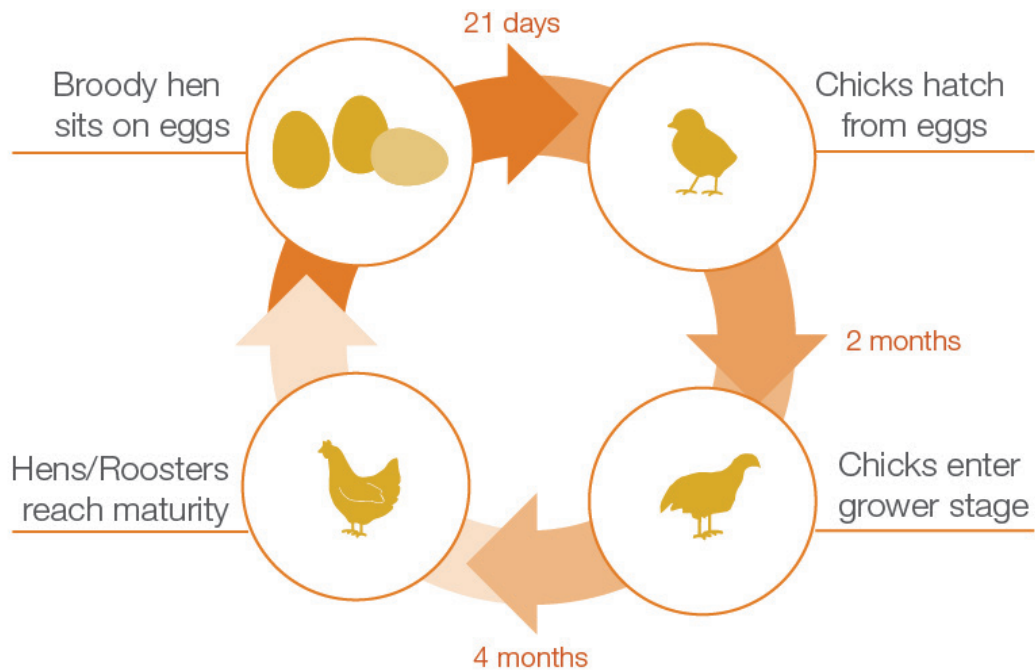 21 days
Broody hen
sits on eggs
Chicks hatch
from eggs
2 months
Hens/Roosters
reach maturity
Chicks enter
grower stage
4 months